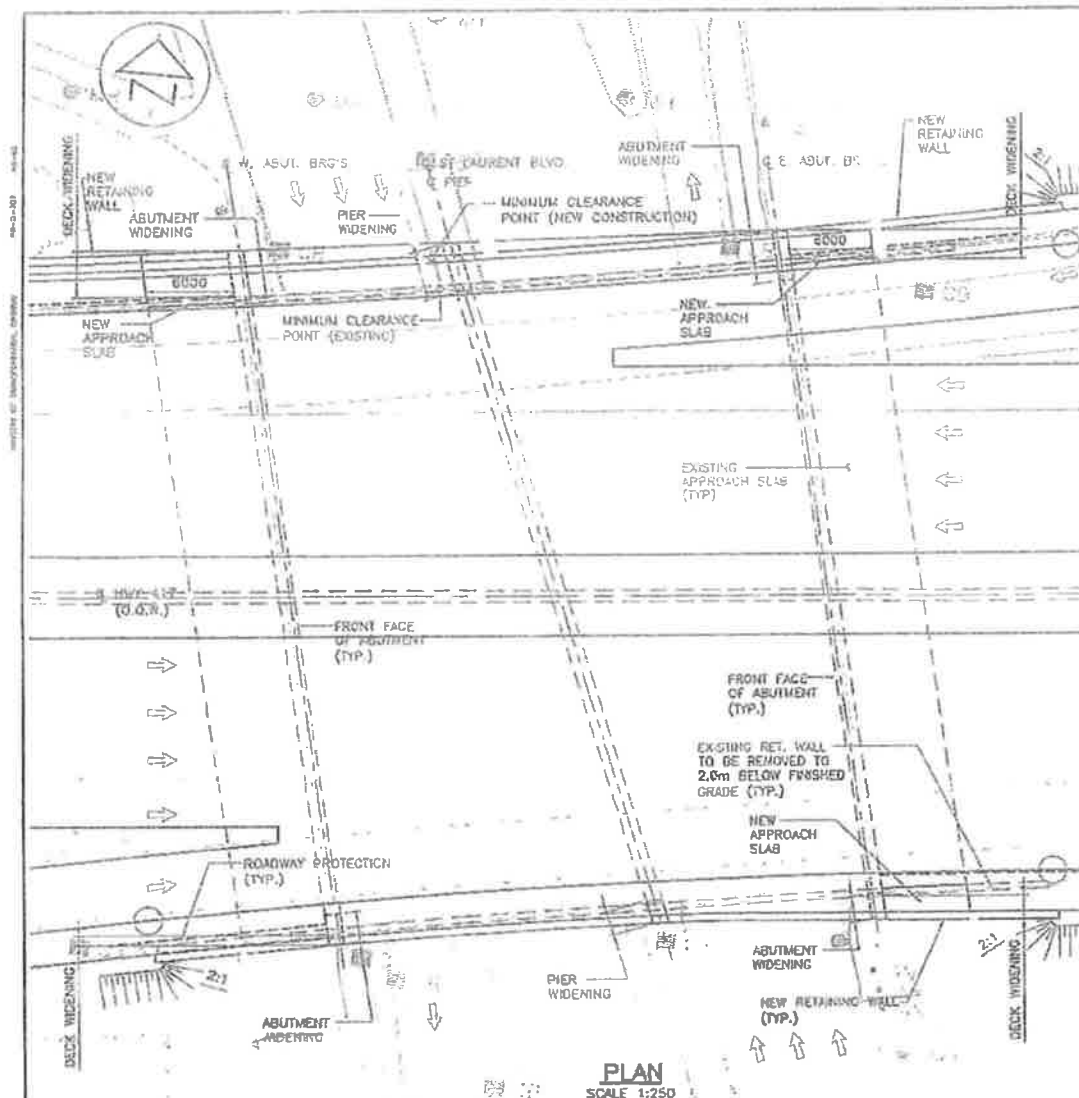 DECK WIDENING
NEW
RETAINING
WALL
ABUTMENT
WIDENING
W. ABUT. BRG'S
PIER
WIDENING
ST LAURENT BLVD
PIER
MINIMUM CLEARANCE
POINT (NEW CONSTRUCTION)
ABUTMENT
WIDENING
E. ABUT.
NEW
RETAINING
WALL
DECK WIDENING
2:1
6000
6000
NEW
APPROACH
SLAB
MINIMUM CLEARANCE
POINT (EXISTING)
NEW
APPROACH
SLAB
EXISTING
APPROACH SLAB
(TYP)
HWY 417
FRONT FACE
OF ABUTMENT
(TYP.)
FRONT FACE
OF ABUTMENT
(TYP.)
EXISTING RET. WALL
TO BE REMOVED TO
2.0m BELOW FINISHED
GRADE (TYP.)
NEW
APPROACH
SLAB
ROADWAY PROTECTION
(TYP.)
DECK WIDENING
2:1
ABUTMENT
WIDENING
PIER
WIDENING
ABUTMENT
WIDENING
NEW RETAINING WALL
(TYP.)
2:1
DECK WIDENING
PLAN
SCALE 1:250